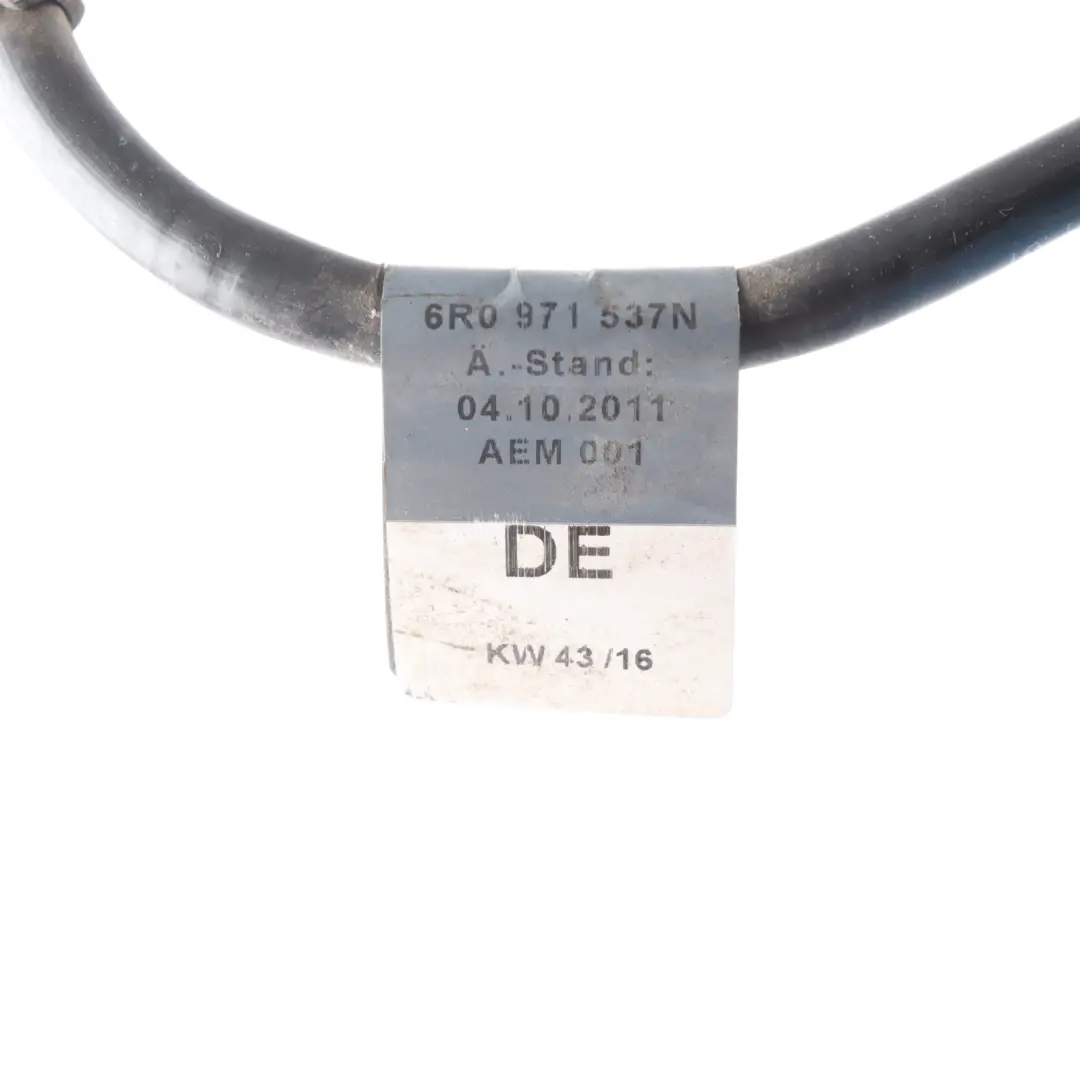 6R0 971 537N
Ä.-Stand:
04.10.2011
AEM 001
DE
KW 43 /16